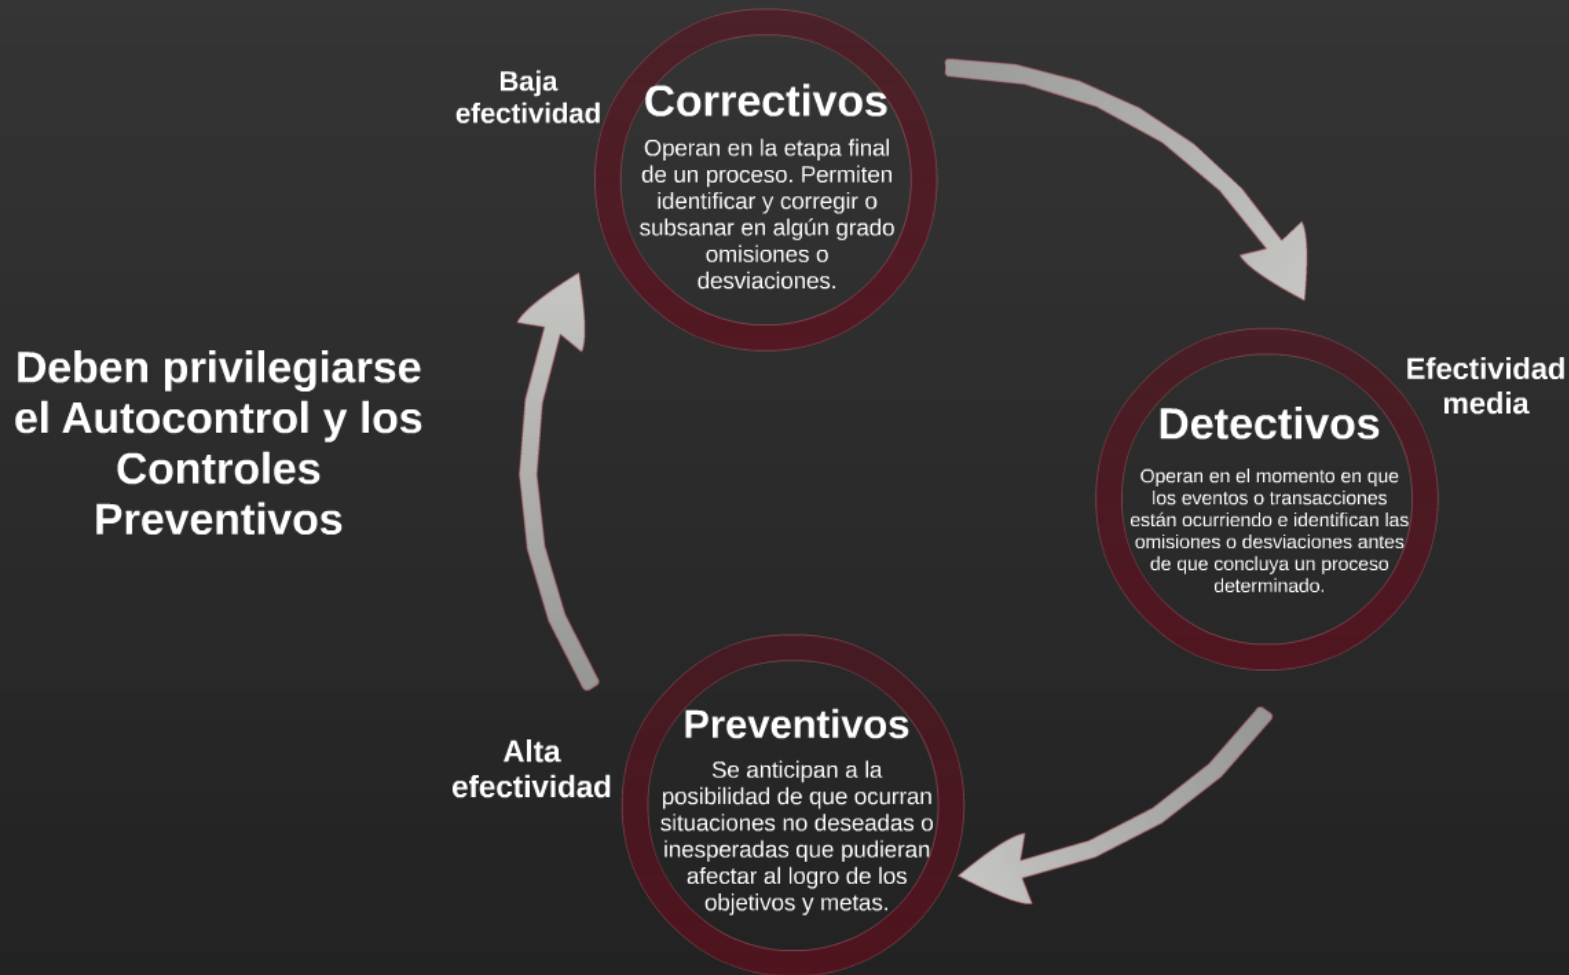 Baja
efectividad
Correctivos
Operan en la etapa final
de un proceso. Permiten
identificar y corregir o
subsanar en algún grado
omisiones o
desviaciones.
Deben privilegiarse
el Autocontrol y los
Controles
Preventivos
Efectividad
media
Detectivos
Operan en el momento en que
los eventos o transacciones
están ocurriendo e identifican las
omisiones o desviaciones antes
de que concluya un proceso
determinado.
Alta
efectividad
Preventivos
Se anticipan a la
posibilidad de que ocurran
situaciones no deseadas o
inesperadas que pudieran
afectar al logro de los
objetivos y metas.